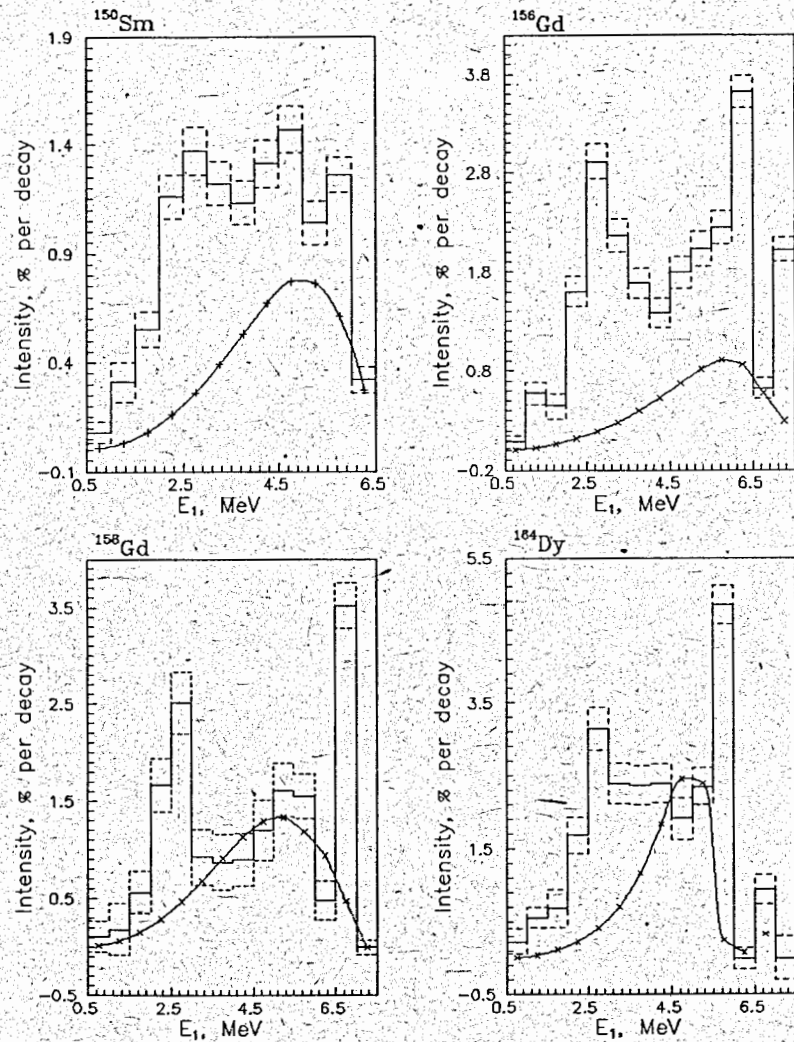 ¹⁵⁰Sm
1.9
1.4
0.9
0.4
−0.1
Intensity, % per decay
0.5 2.5 4.5 6.5
E₁, MeV
¹⁵⁶Gd
3.8
2.8
1.8
0.8
−0.2
Intensity, % per decay
0.5 2.5 4.5 6.5
E₁, MeV
¹⁵⁸Gd
3.5
2.5
1.5
0.5
−0.5
Intensity, % per decay
0.5 2.5 4.5 6.5
E₁, MeV
¹⁶⁴Dy
5.5
3.5
1.5
−0.5
Intensity, % per decay
0.5 2.5 4.5 6.5
E₁, MeV